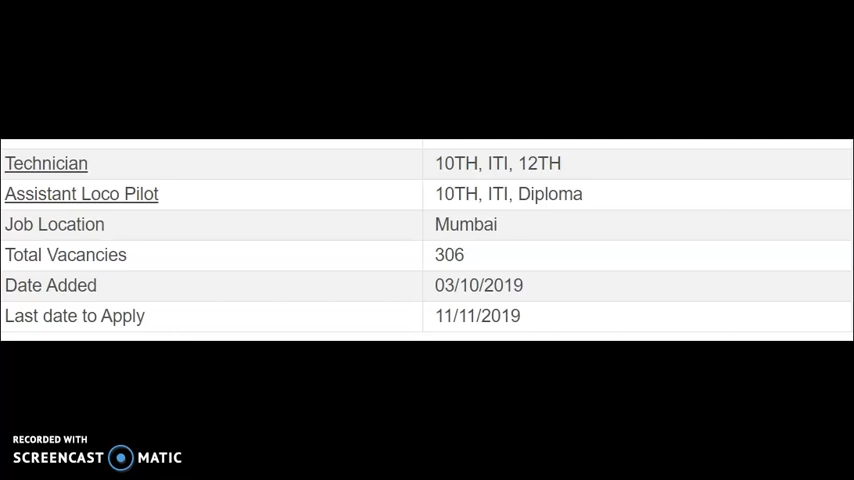 Technician 10TH, ITI, 12TH
Assistant Loco Pilot 10TH, ITI, Diploma
Job Location Mumbai
Total Vacancies 306
Date Added 03/10/2019
Last date to Apply 11/11/2019
RECORDED WITH
SCREENCAST MATIC